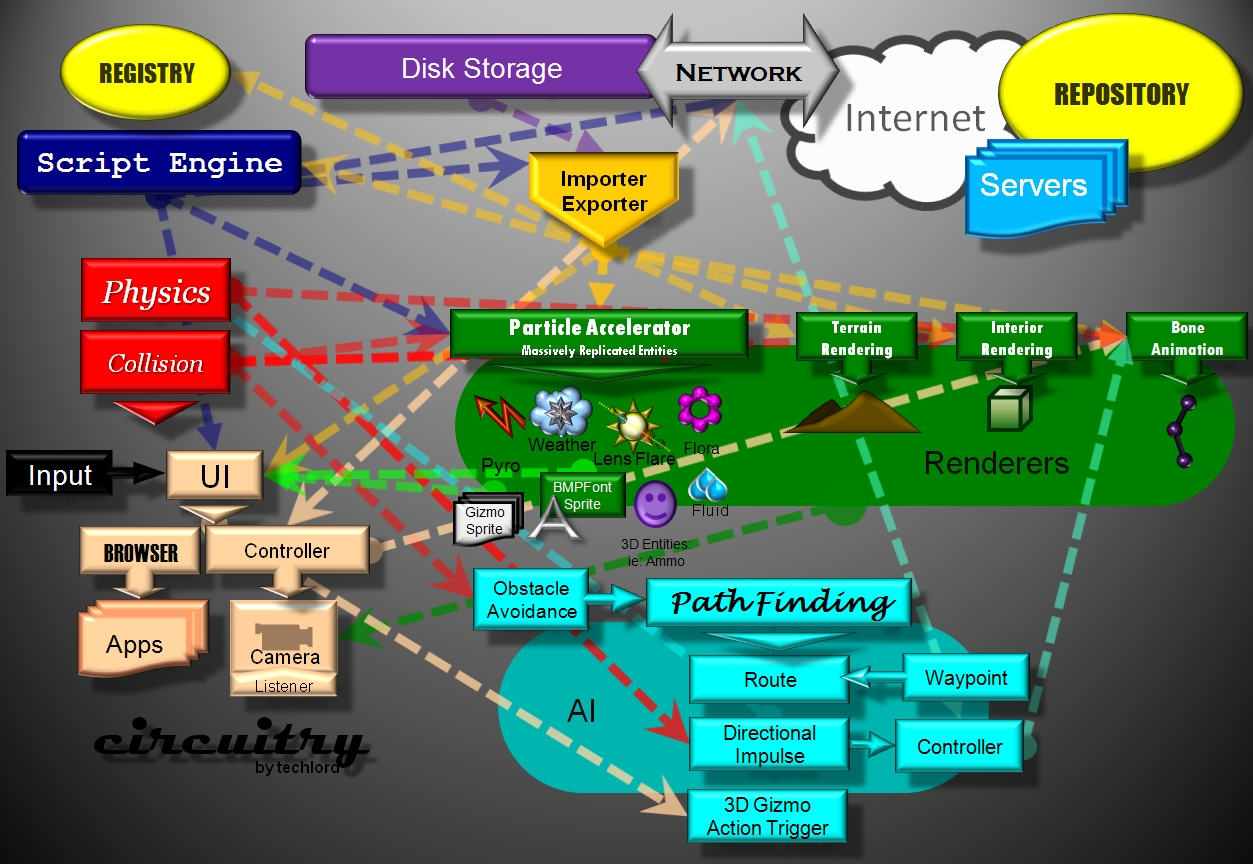 REGISTRY
Disk Storage
NETWORK
Internet
REPOSITORY
Servers
Script Engine
Importer
Exporter
Physics
Collision
Particle Accelerator
Massively Replicated Entities
Terrain
Rendering
Interior
Rendering
Bone
Animation
Pyro
Weather
Lens Flare
Flora
Renderers
Input
UI
Gizmo
Sprite
BMPFont
Sprite
A
Fluid
3D Entities:
ie: Ammo
BROWSER
Controller
Apps
Camera
Listener
Obstacle
Avoidance
Path Finding
AI
Route
Waypoint
Directional
Impulse
Controller
3D Gizmo
Action Trigger
circuitry
by techlord